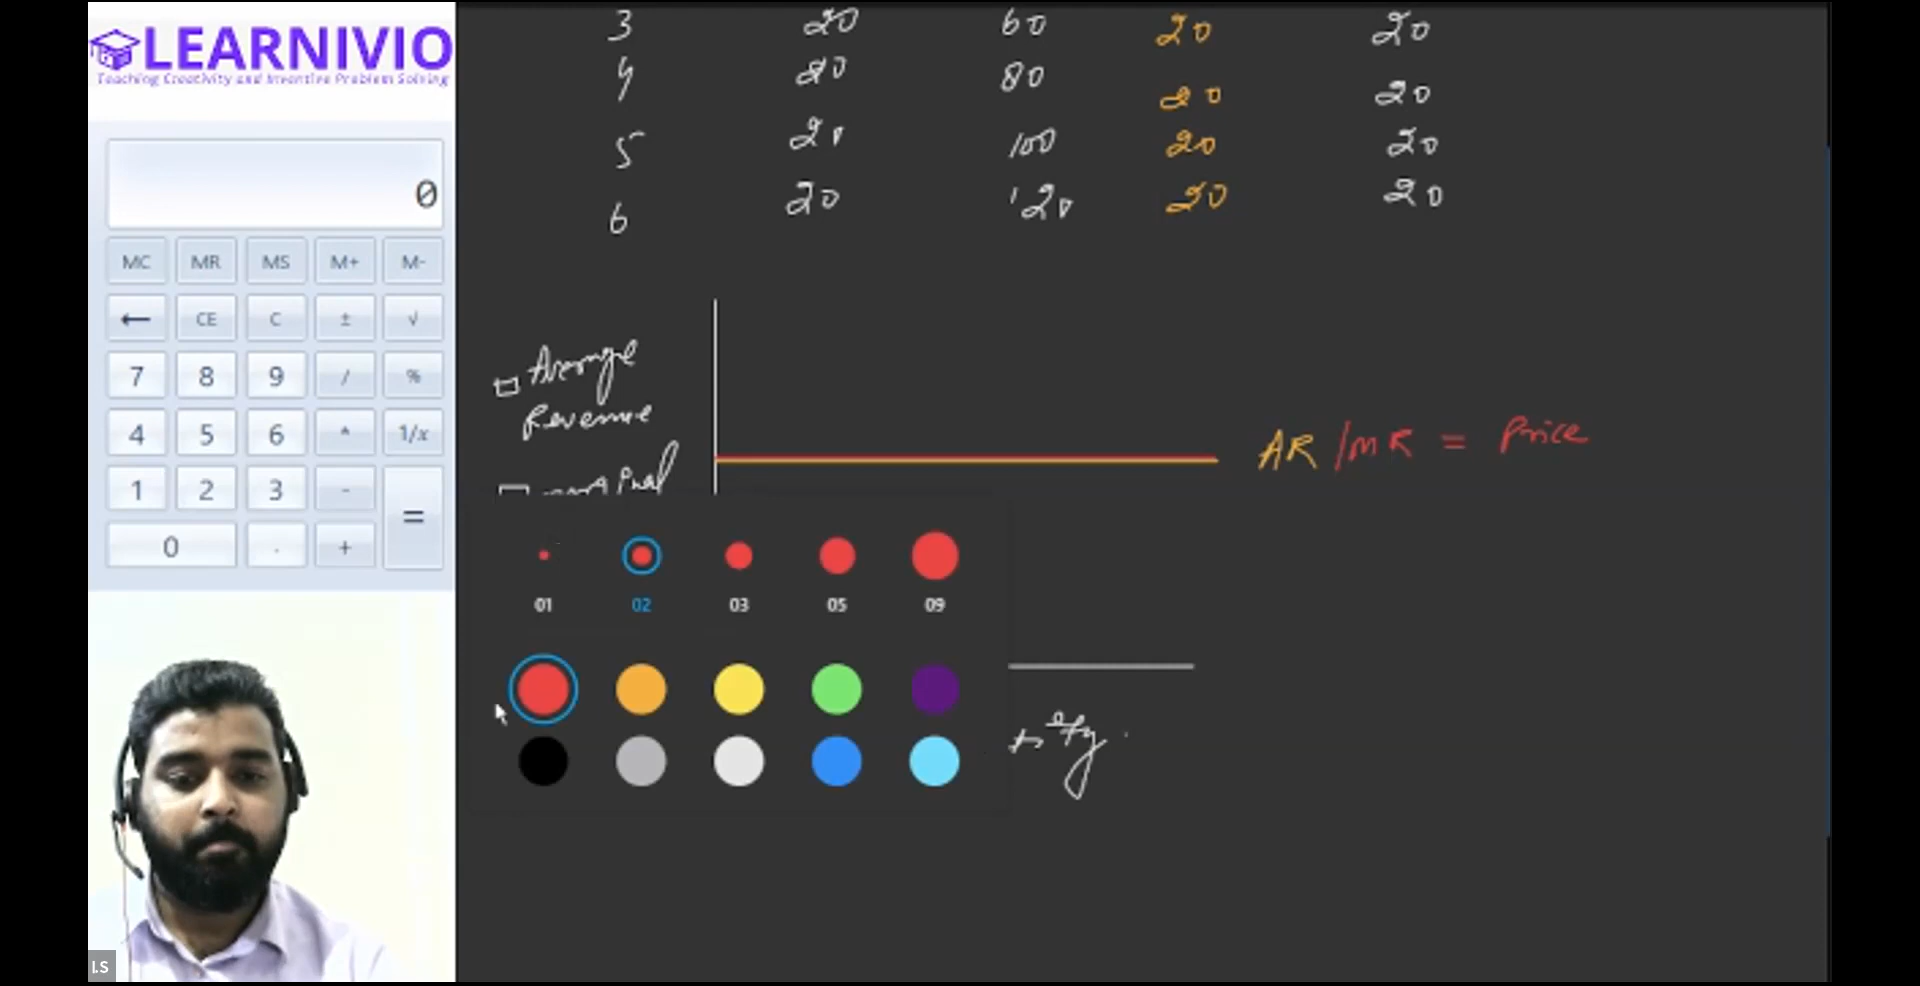 LEARNIVIO
Teaching Creativity and Inventive Problem Solving
3 20 60 20 20
4 20 80 20 20
5 20 100 20 20
6 20 120 20 20
0
MC MR MS M+ M-
← CE C ± √
7 8 9 / %
4 5 6 * 1/x
1 2 3 - =
0 . +
Average
Revenue
AR / MR = Price
01 02 03 05 09
I.S